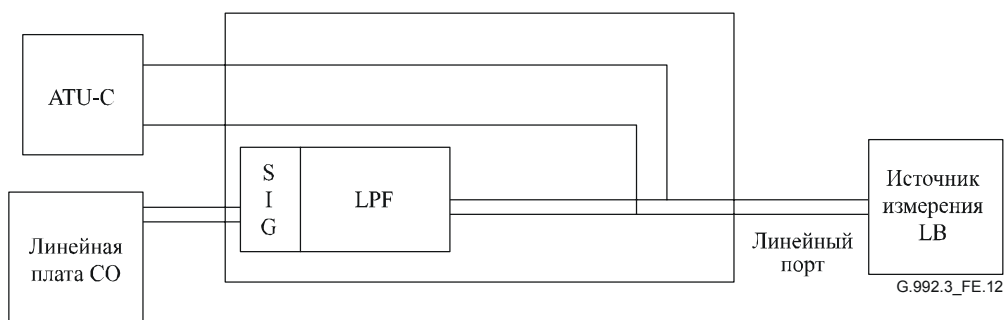 ATU-C
S
I
G
LPF
Линейная
плата CO
Линейный
порт
Источник
измерения
LB
G.992.3_FE.12